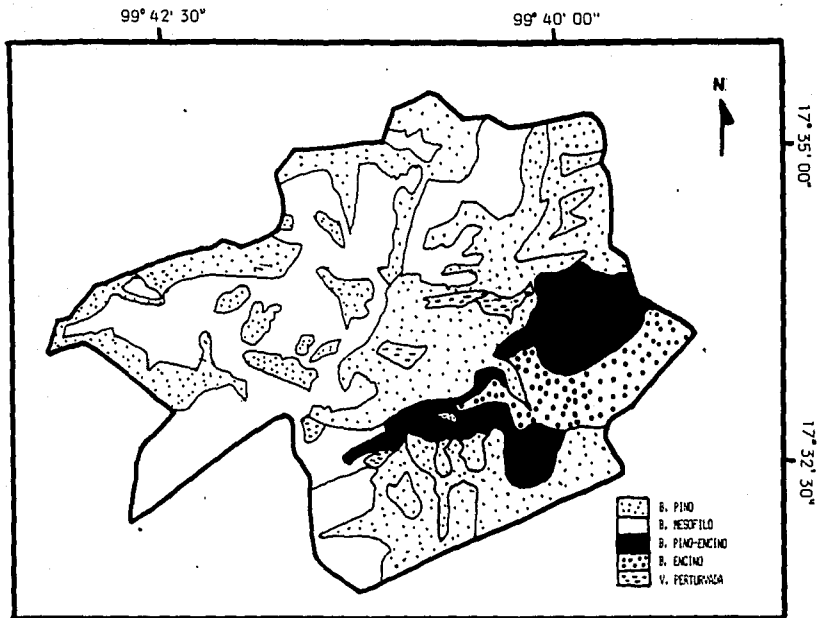 99° 42' 30"
99° 40' 00"
N
17° 35' 00"
17° 32' 30"
B. PINO
B. MESOFILO
B. PINO-ENCINO
B. ENCINO
V. PERTURVADA